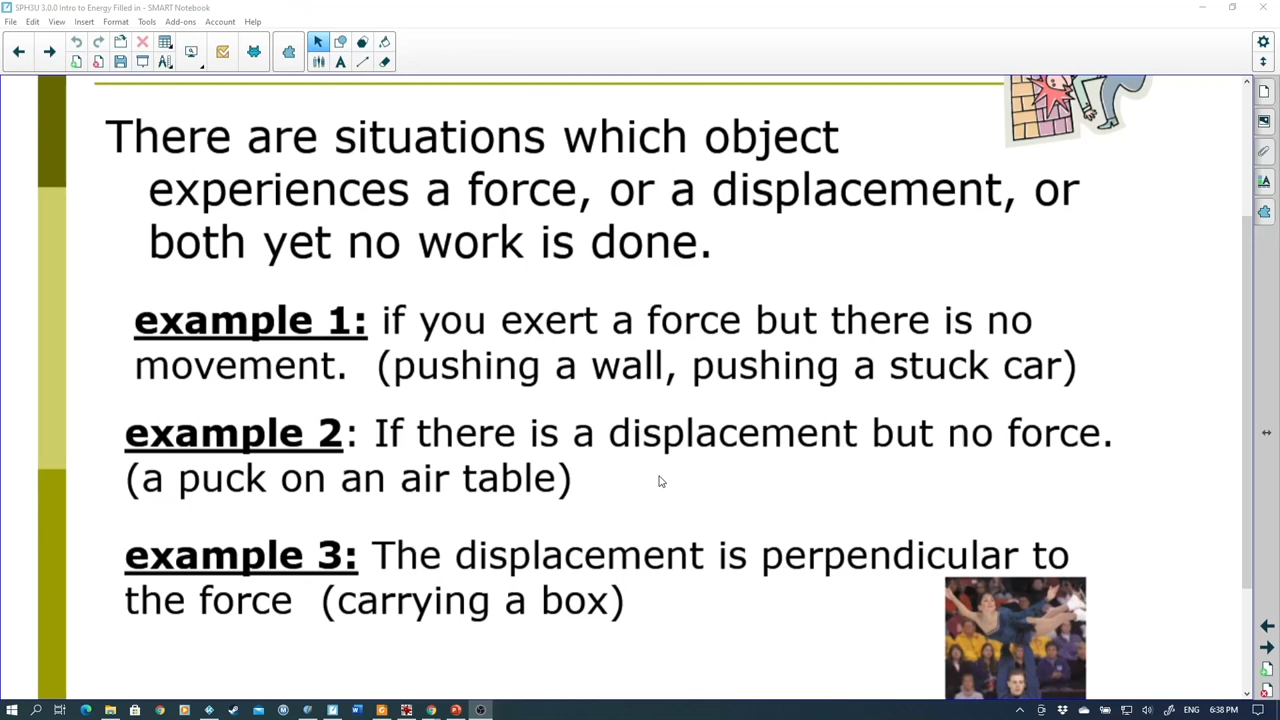 SPH3U 3.0.0 Intro to Energy Filled in - SMART Notebook
File Edit View Insert Format Tools Add-ons Account Help
There are situations which object
experiences a force, or a displacement, or
both yet no work is done.
example 1: if you exert a force but there is no
movement. (pushing a wall, pushing a stuck car)
example 2: If there is a displacement but no force.
(a puck on an air table)
example 3: The displacement is perpendicular to
the force (carrying a box)
ENG 6:38 PM